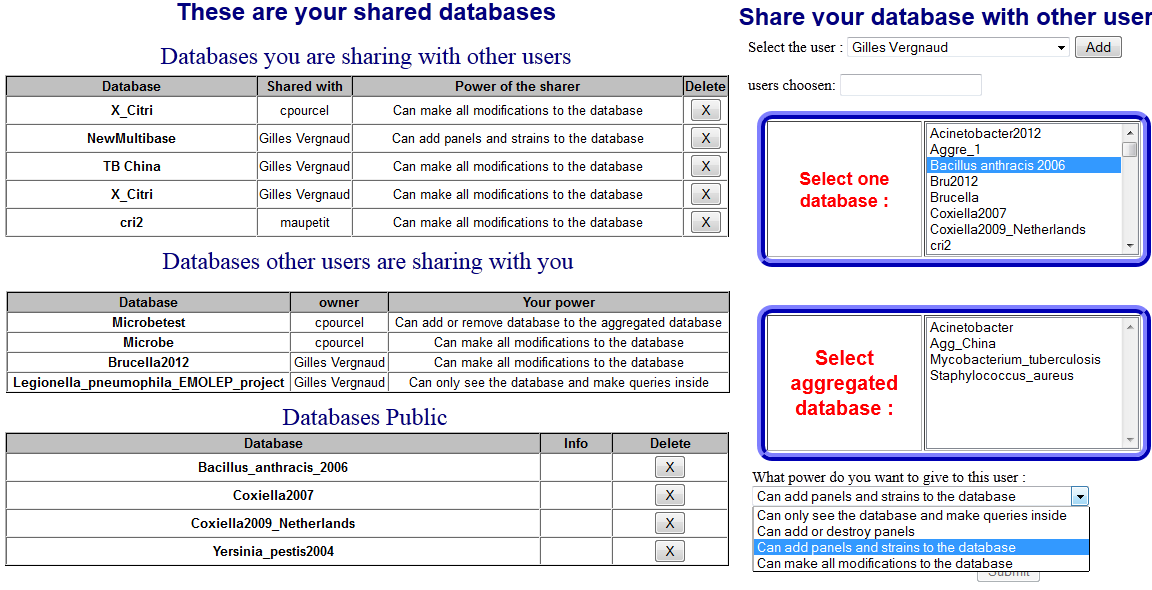 These are your shared databases
Databases you are sharing with other users
Database Shared with Power of the sharer Delete
X_Citri cpourcel Can make all modifications to the database X
NewMultibase Gilles Vergnaud Can add panels and strains to the database X
TB China Gilles Vergnaud Can make all modifications to the database X
X_Citri Gilles Vergnaud Can make all modifications to the database X
cri2 maupetit Can make all modifications to the database X
Databases other users are sharing with you
Database owner Your power
Microbetest cpourcel Can add or remove database to the aggregated database
Microbe cpourcel Can make all modifications to the database
Brucella2012 Gilles Vergnaud Can make all modifications to the database
Legionella_pneumophila_EMOLEP_project Gilles Vergnaud Can only see the database and make queries inside
Databases Public
Database Info Delete
Bacillus_anthracis_2006 X
Coxiella2007 X
Coxiella2009_Netherlands X
Yersinia_pestis2004 X
Share your database with other user
Select the user : Gilles Vergnaud Add
users choosen:
Select one
database :
Acinetobacter2012
Aggre_1
Bacillus anthracis 2006
Bru2012
Brucella
Coxiella2007
Coxiella2009_Netherlands
cri2
Select
aggregated
database :
Acinetobacter
Agg_China
Mycobacterium_tuberculosis
Staphylococcus_aureus
What power do you want to give to this user :
Can add panels and strains to the database
Can only see the database and make queries inside
Can add or destroy panels
Can add panels and strains to the database
Can make all modifications to the database
Submit